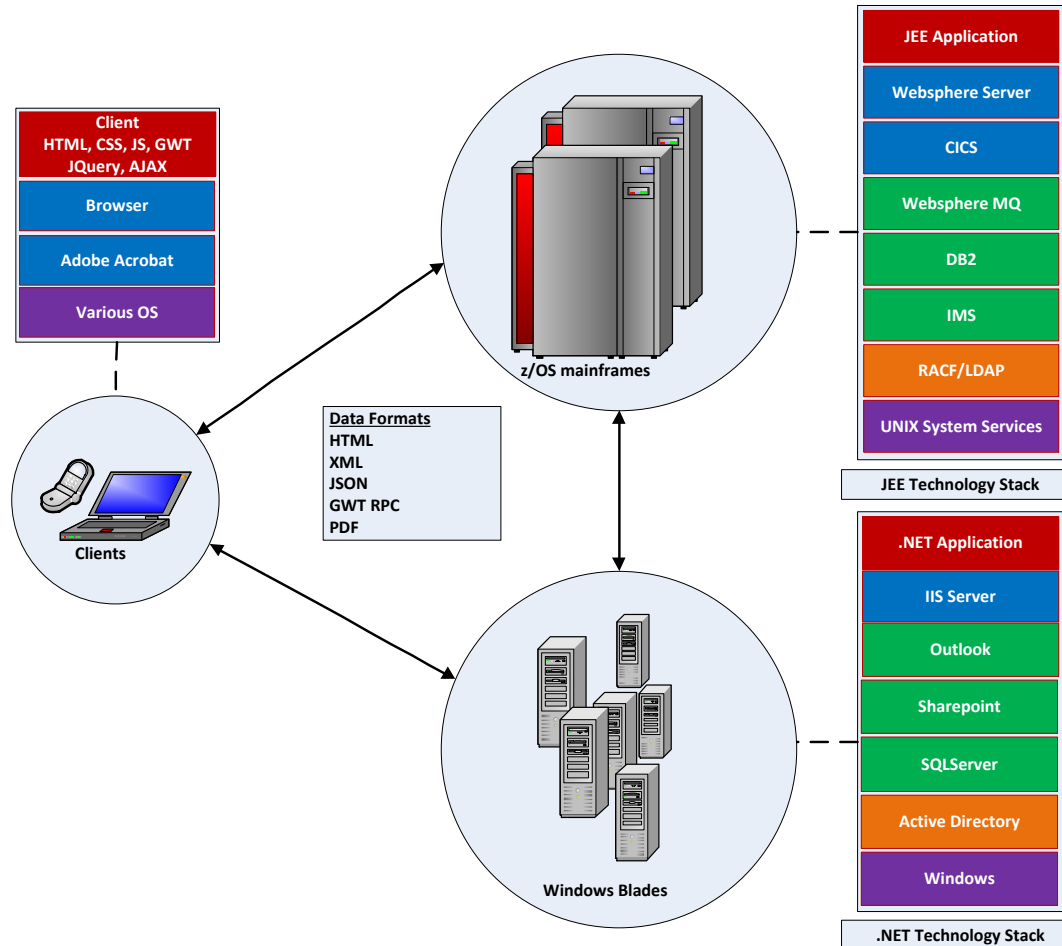 Client
HTML, CSS, JS, GWT
JQuery, AJAX
Browser
Adobe Acrobat
Various OS
Clients
z/OS mainframes
Data Formats
HTML
XML
JSON
GWT RPC
PDF
Windows Blades
JEE Application
Websphere Server
CICS
Websphere MQ
DB2
IMS
RACF/LDAP
UNIX System Services
JEE Technology Stack
.NET Application
IIS Server
Outlook
Sharepoint
SQLServer
Active Directory
Windows
.NET Technology Stack